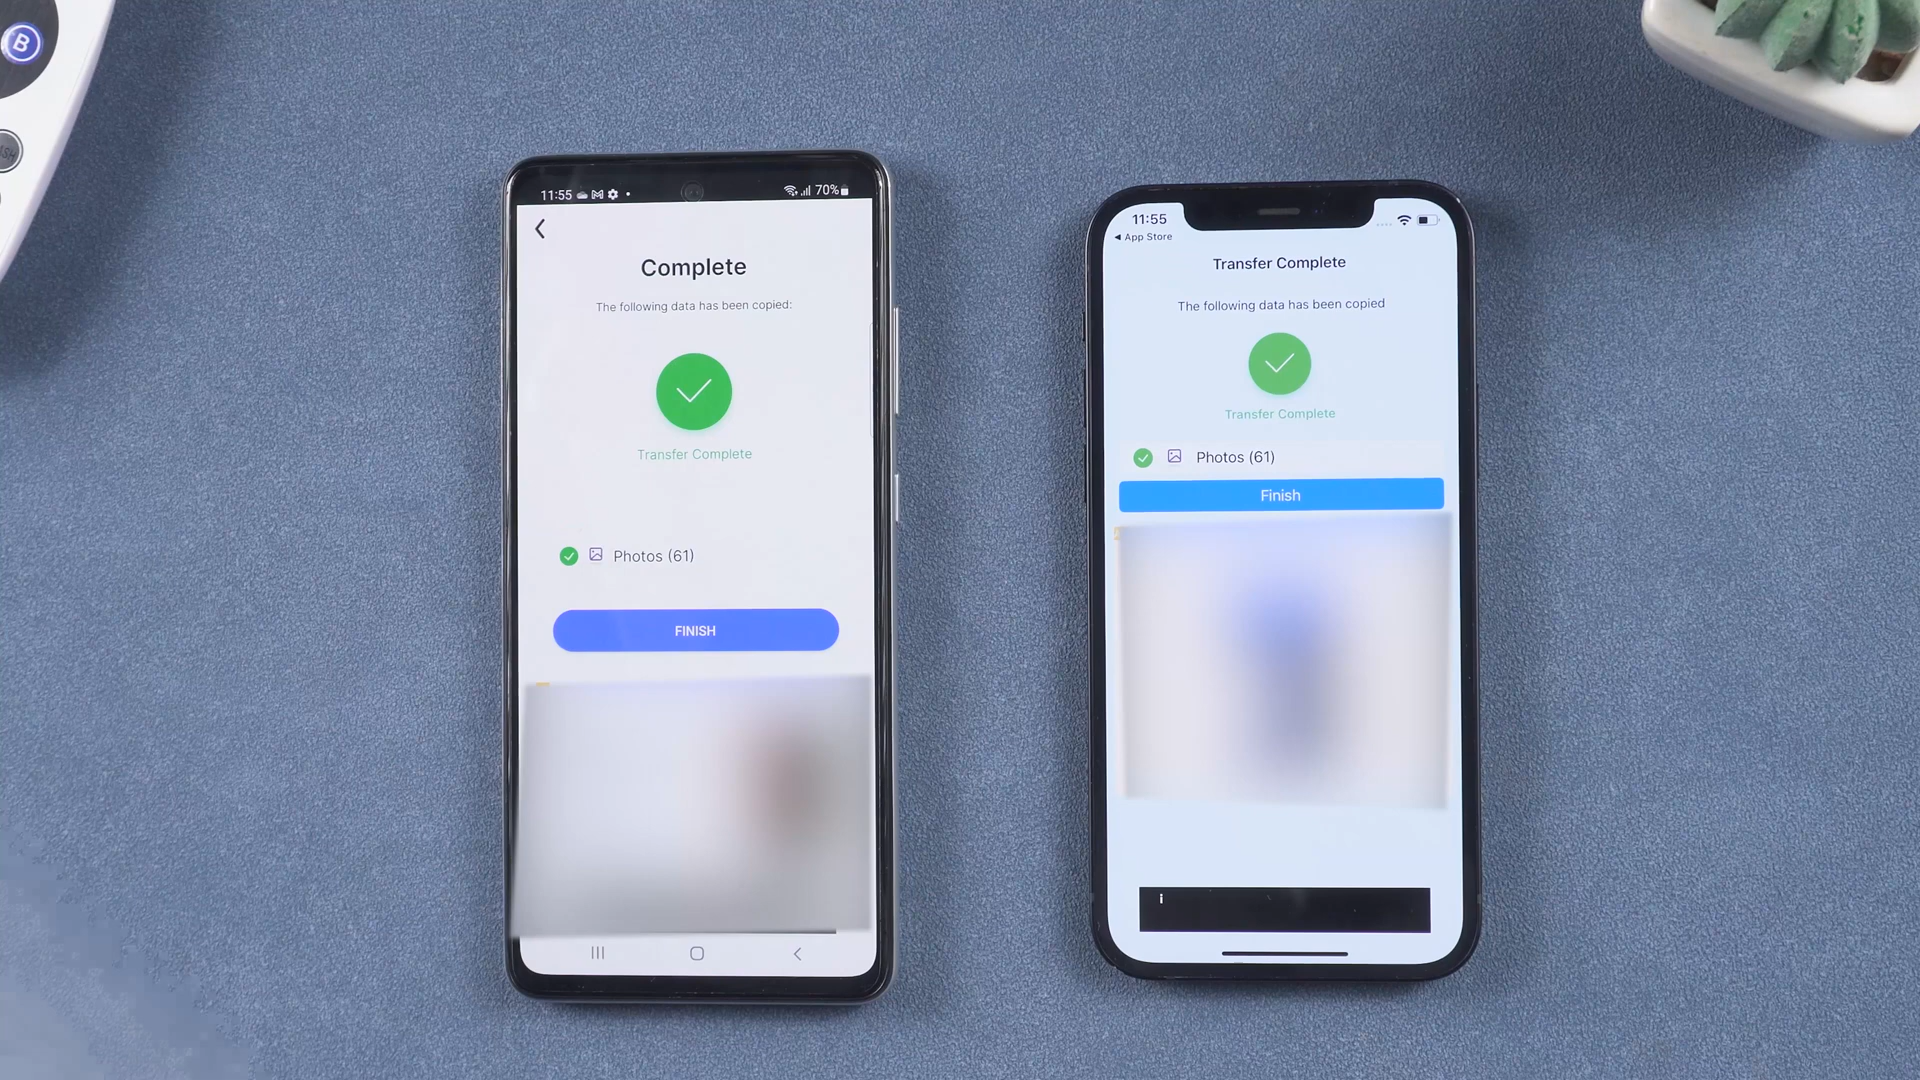 B
11:55
70%
Complete
The following data has been copied:
Transfer Complete
Photos (61)
FINISH
11:55
App Store
Transfer Complete
The following data has been copied
Transfer Complete
Photos (61)
Finish
i